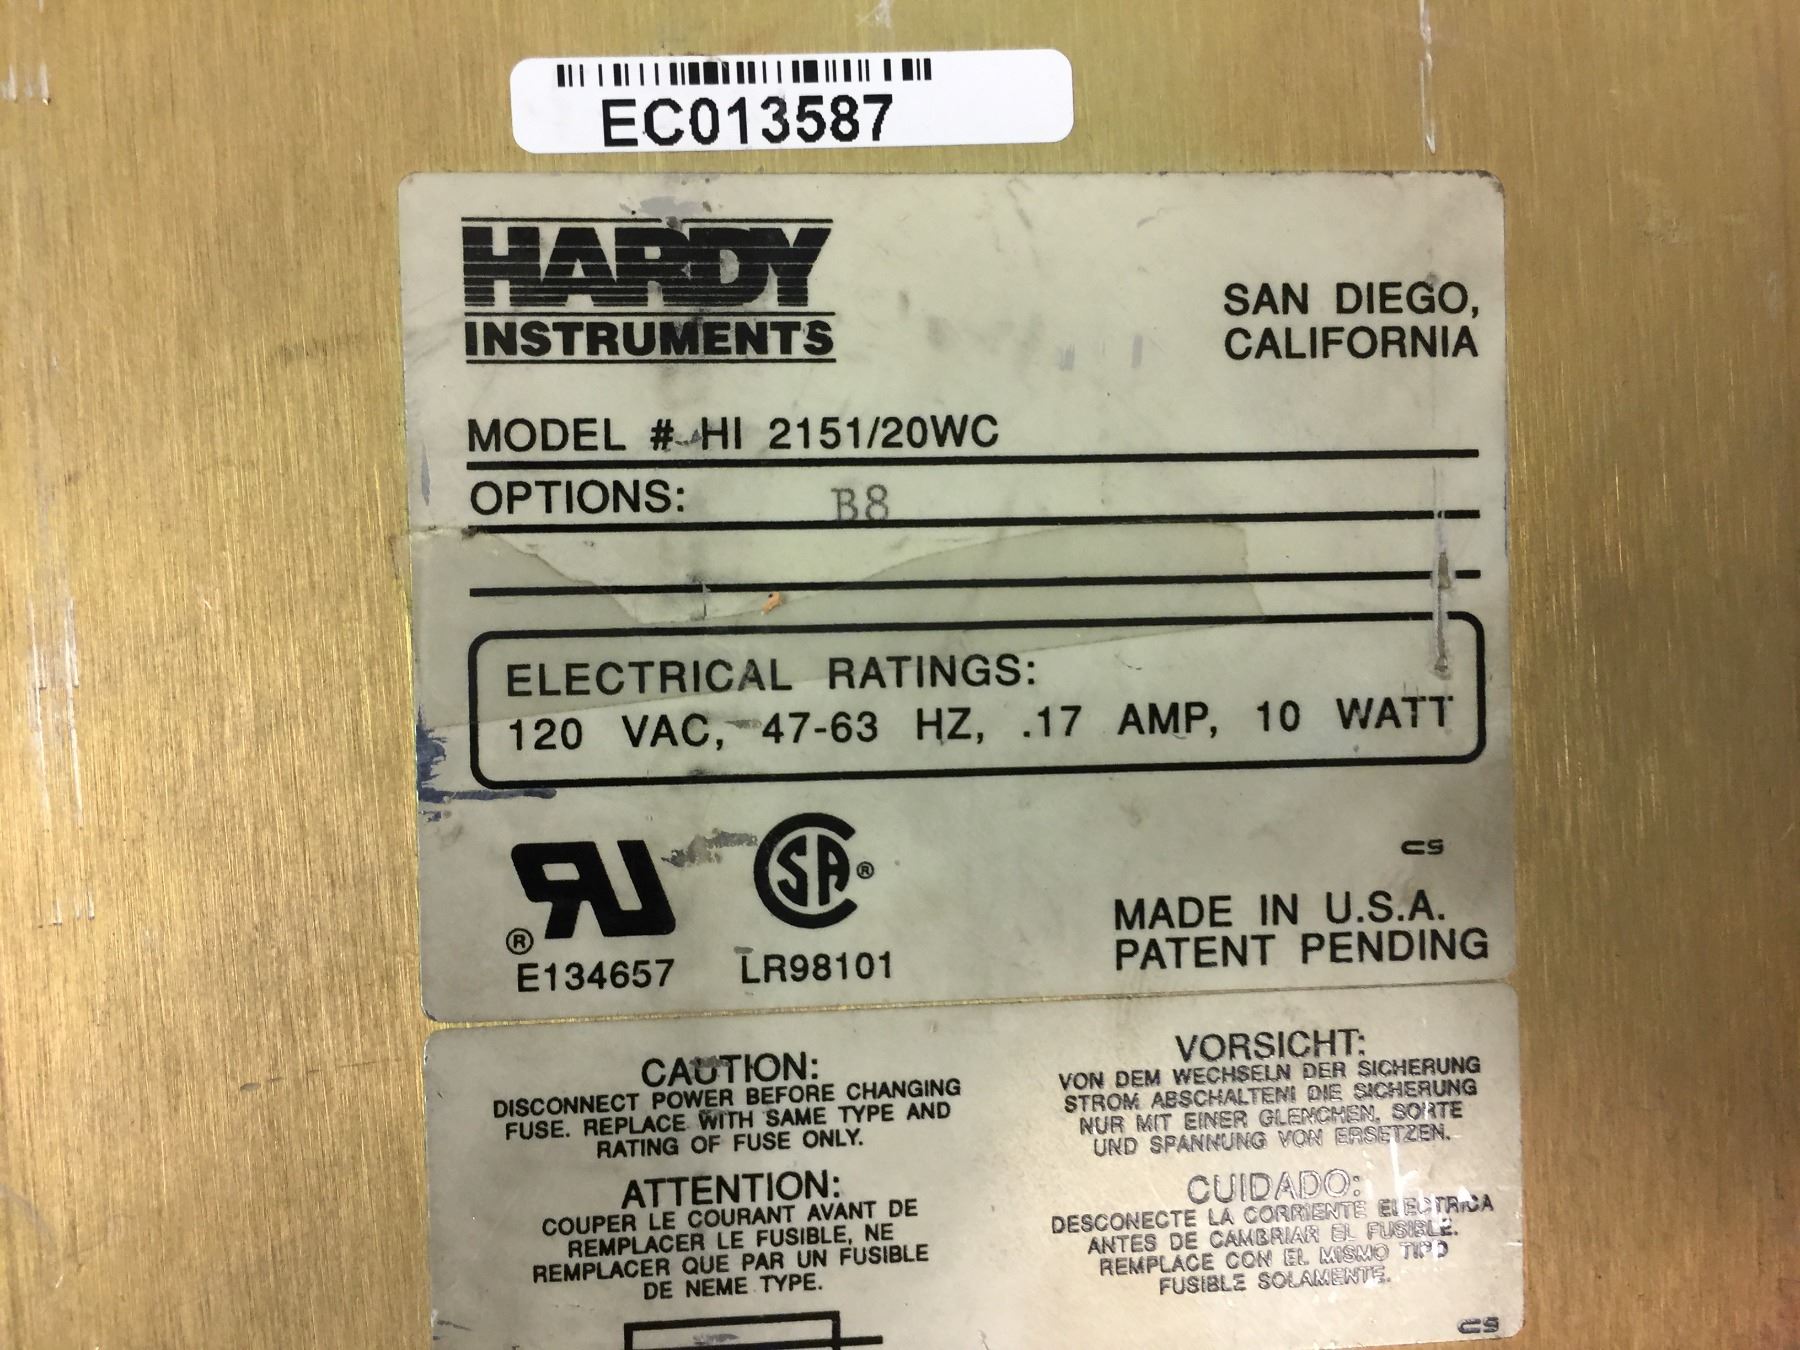 EC013587
HARDY
INSTRUMENTS
SAN DIEGO,
CALIFORNIA
MODEL # HI 2151/20WC
OPTIONS: B8
ELECTRICAL RATINGS:
120 VAC, 47-63 HZ, .17 AMP, 10 WATT
RU
®
E134657
SA ®
LR98101
CS
MADE IN U.S.A.
PATENT PENDING
CAUTION:
DISCONNECT POWER BEFORE CHANGING
FUSE. REPLACE WITH SAME TYPE AND
RATING OF FUSE ONLY.
ATTENTION:
COUPER LE COURANT AVANT DE
REMPLACER LE FUSIBLE, NE
REMPLACER QUE PAR UN FUSIBLE
DE NEME TYPE.
VORSICHT:
VON DEM WECHSELN DER SICHERUNG
STROM ABSCHALTEN! DIE SICHERUNG
NUR MIT EINER GLENCHEN, SORTE
UND SPANNUNG VON ERSETZEN.
CUIDADO:
DESCONECTE LA CORRIENTE ELECTRICA
ANTES DE CAMBRIAR EL FUSIBLE.
REMPLACE CON EL MISMO TIPO
FUSIBLE SOLAMENTE.
CS